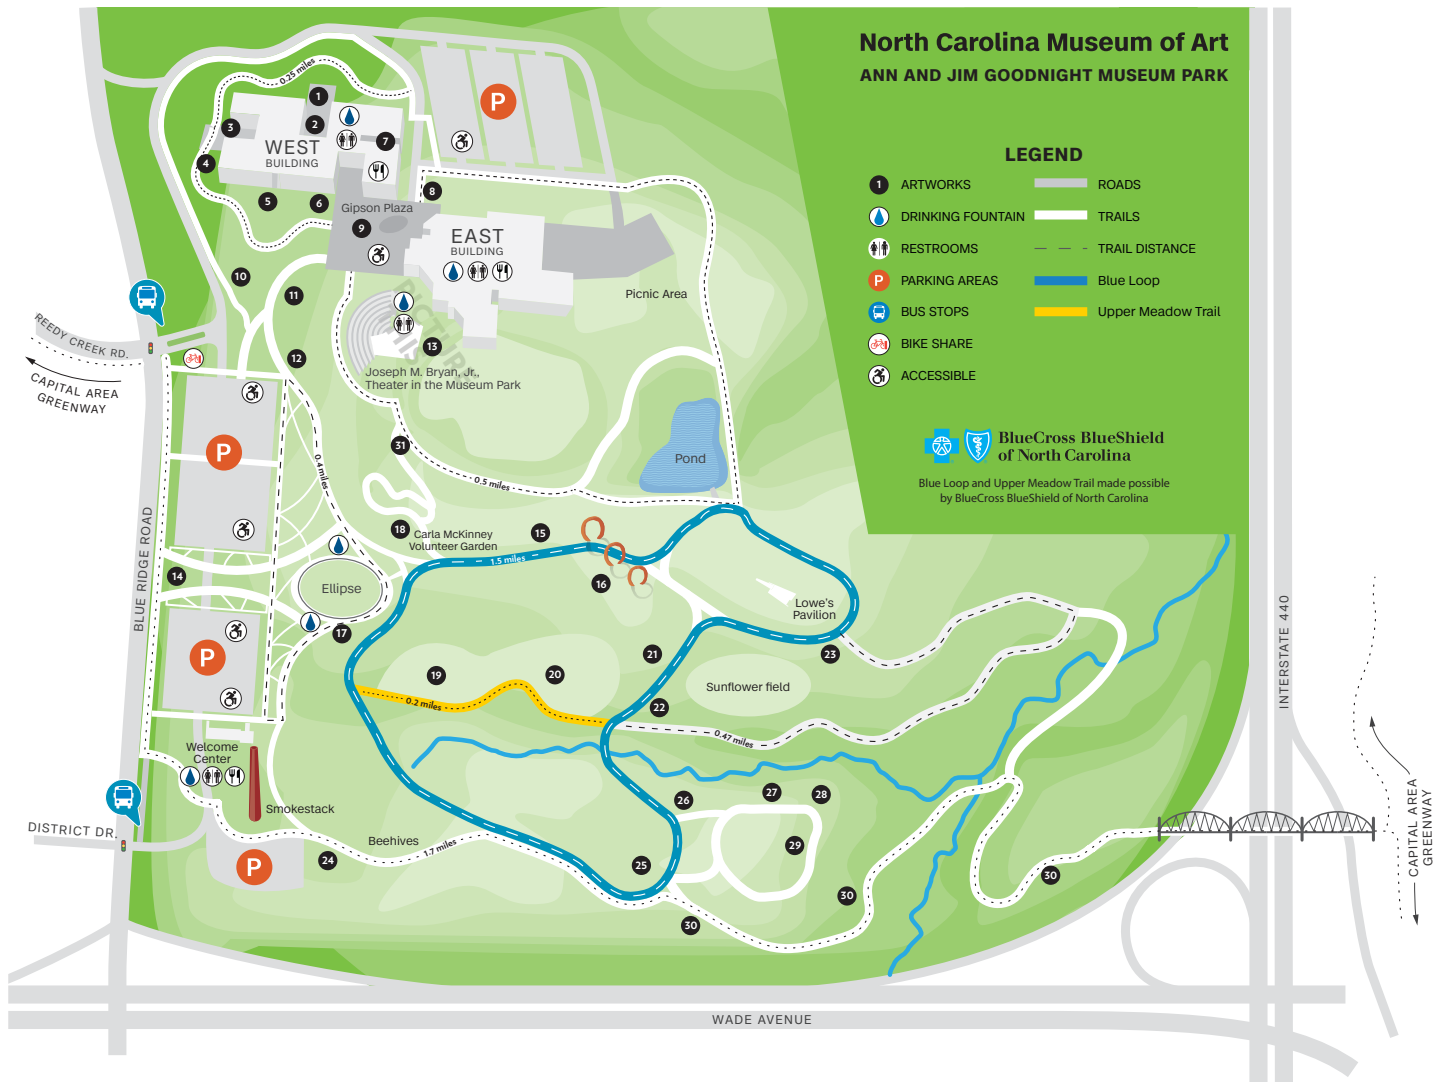 North Carolina Museum of Art
ANN AND JIM GOODNIGHT MUSEUM PARK
LEGEND
1 ARTWORKS
DRINKING FOUNTAIN
RESTROOMS
P PARKING AREAS
BUS STOPS
BIKE SHARE
ACCESSIBLE
ROADS
TRAILS
TRAIL DISTANCE
Blue Loop
Upper Meadow Trail
BlueCross BlueShield
of North Carolina
Blue Loop and Upper Meadow Trail made possible
by BlueCross BlueShield of North Carolina
0.25 miles
1
2
3
4
5
6
7
WEST
BUILDING
P
8
Gipson Plaza
9
EAST
BUILDING
10
11
12
Picnic Area
PICTURE
THIS
13
Joseph M. Bryan, Jr.,
Theater in the Museum Park
REEDY CREEK RD.
CAPITAL AREA
GREENWAY
P
0.4 miles
31
0.5 miles
Pond
BLUE RIDGE ROAD
18
Carla McKinney
Volunteer Garden
15
1.5 miles
16
14
Ellipse
17
P
Lowe's
Pavilion
19
20
21
22
23
0.2 miles
Sunflower field
0.47 miles
INTERSTATE 440
Welcome
Center
Smokestack
DISTRICT DR.
P
24
Beehives
1.7 miles
25
26
27
28
29
30
30
30
CAPITAL AREA
GREENWAY
WADE AVENUE